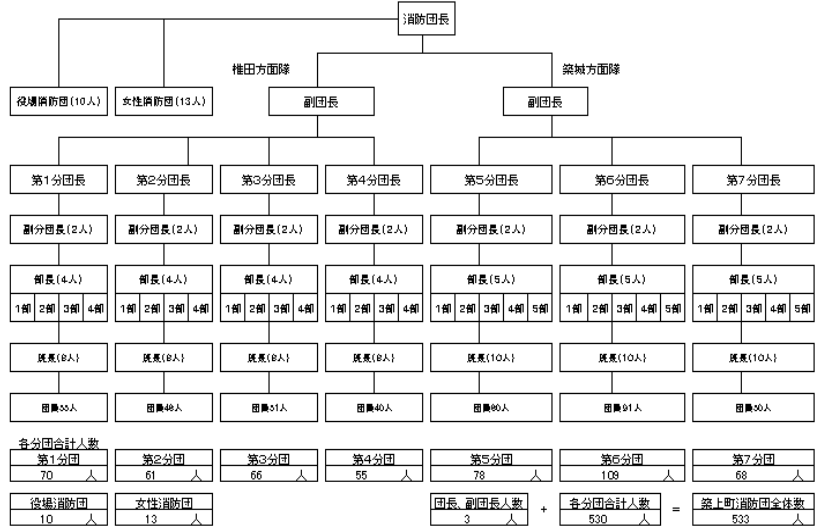 消防団長
椎田方面隊
築城方面隊
役場消防団(10人) 女性消防団(13人) 副団長 副団長
第1分団長 第2分団長 第3分団長 第4分団長 第5分団長 第6分団長 第7分団長
副分団長(2人) 副分団長(2人) 副分団長(2人) 副分団長(2人) 副分団長(2人) 副分団長(2人) 副分団長(2人)
部長(4人) 部長(4人) 部長(4人) 部長(4人) 部長(5人) 部長(5人) 部長(5人)
1部 2部 3部 4部 1部 2部 3部 4部 1部 2部 3部 4部 1部 2部 3部 4部 1部 2部 3部 4部 5部 1部 2部 3部 4部 5部 1部 2部 3部 4部 5部
班長(8人) 班長(8人) 班長(8人) 班長(8人) 班長(10人) 班長(10人) 班長(10人)
団員55人 団員46人 団員51人 団員40人 団員60人 団員91人 団員50人
各分団合計人数
第1分団 第2分団 第3分団 第4分団 第5分団 第6分団 第7分団
70 人 61 人 66 人 55 人 78 人 109 人 68 人
役場消防団 女性消防団 団長、副団長人数 + 各分団合計人数 = 築上町消防団全体数
10 人 13 人 3 人 530 人 533 人